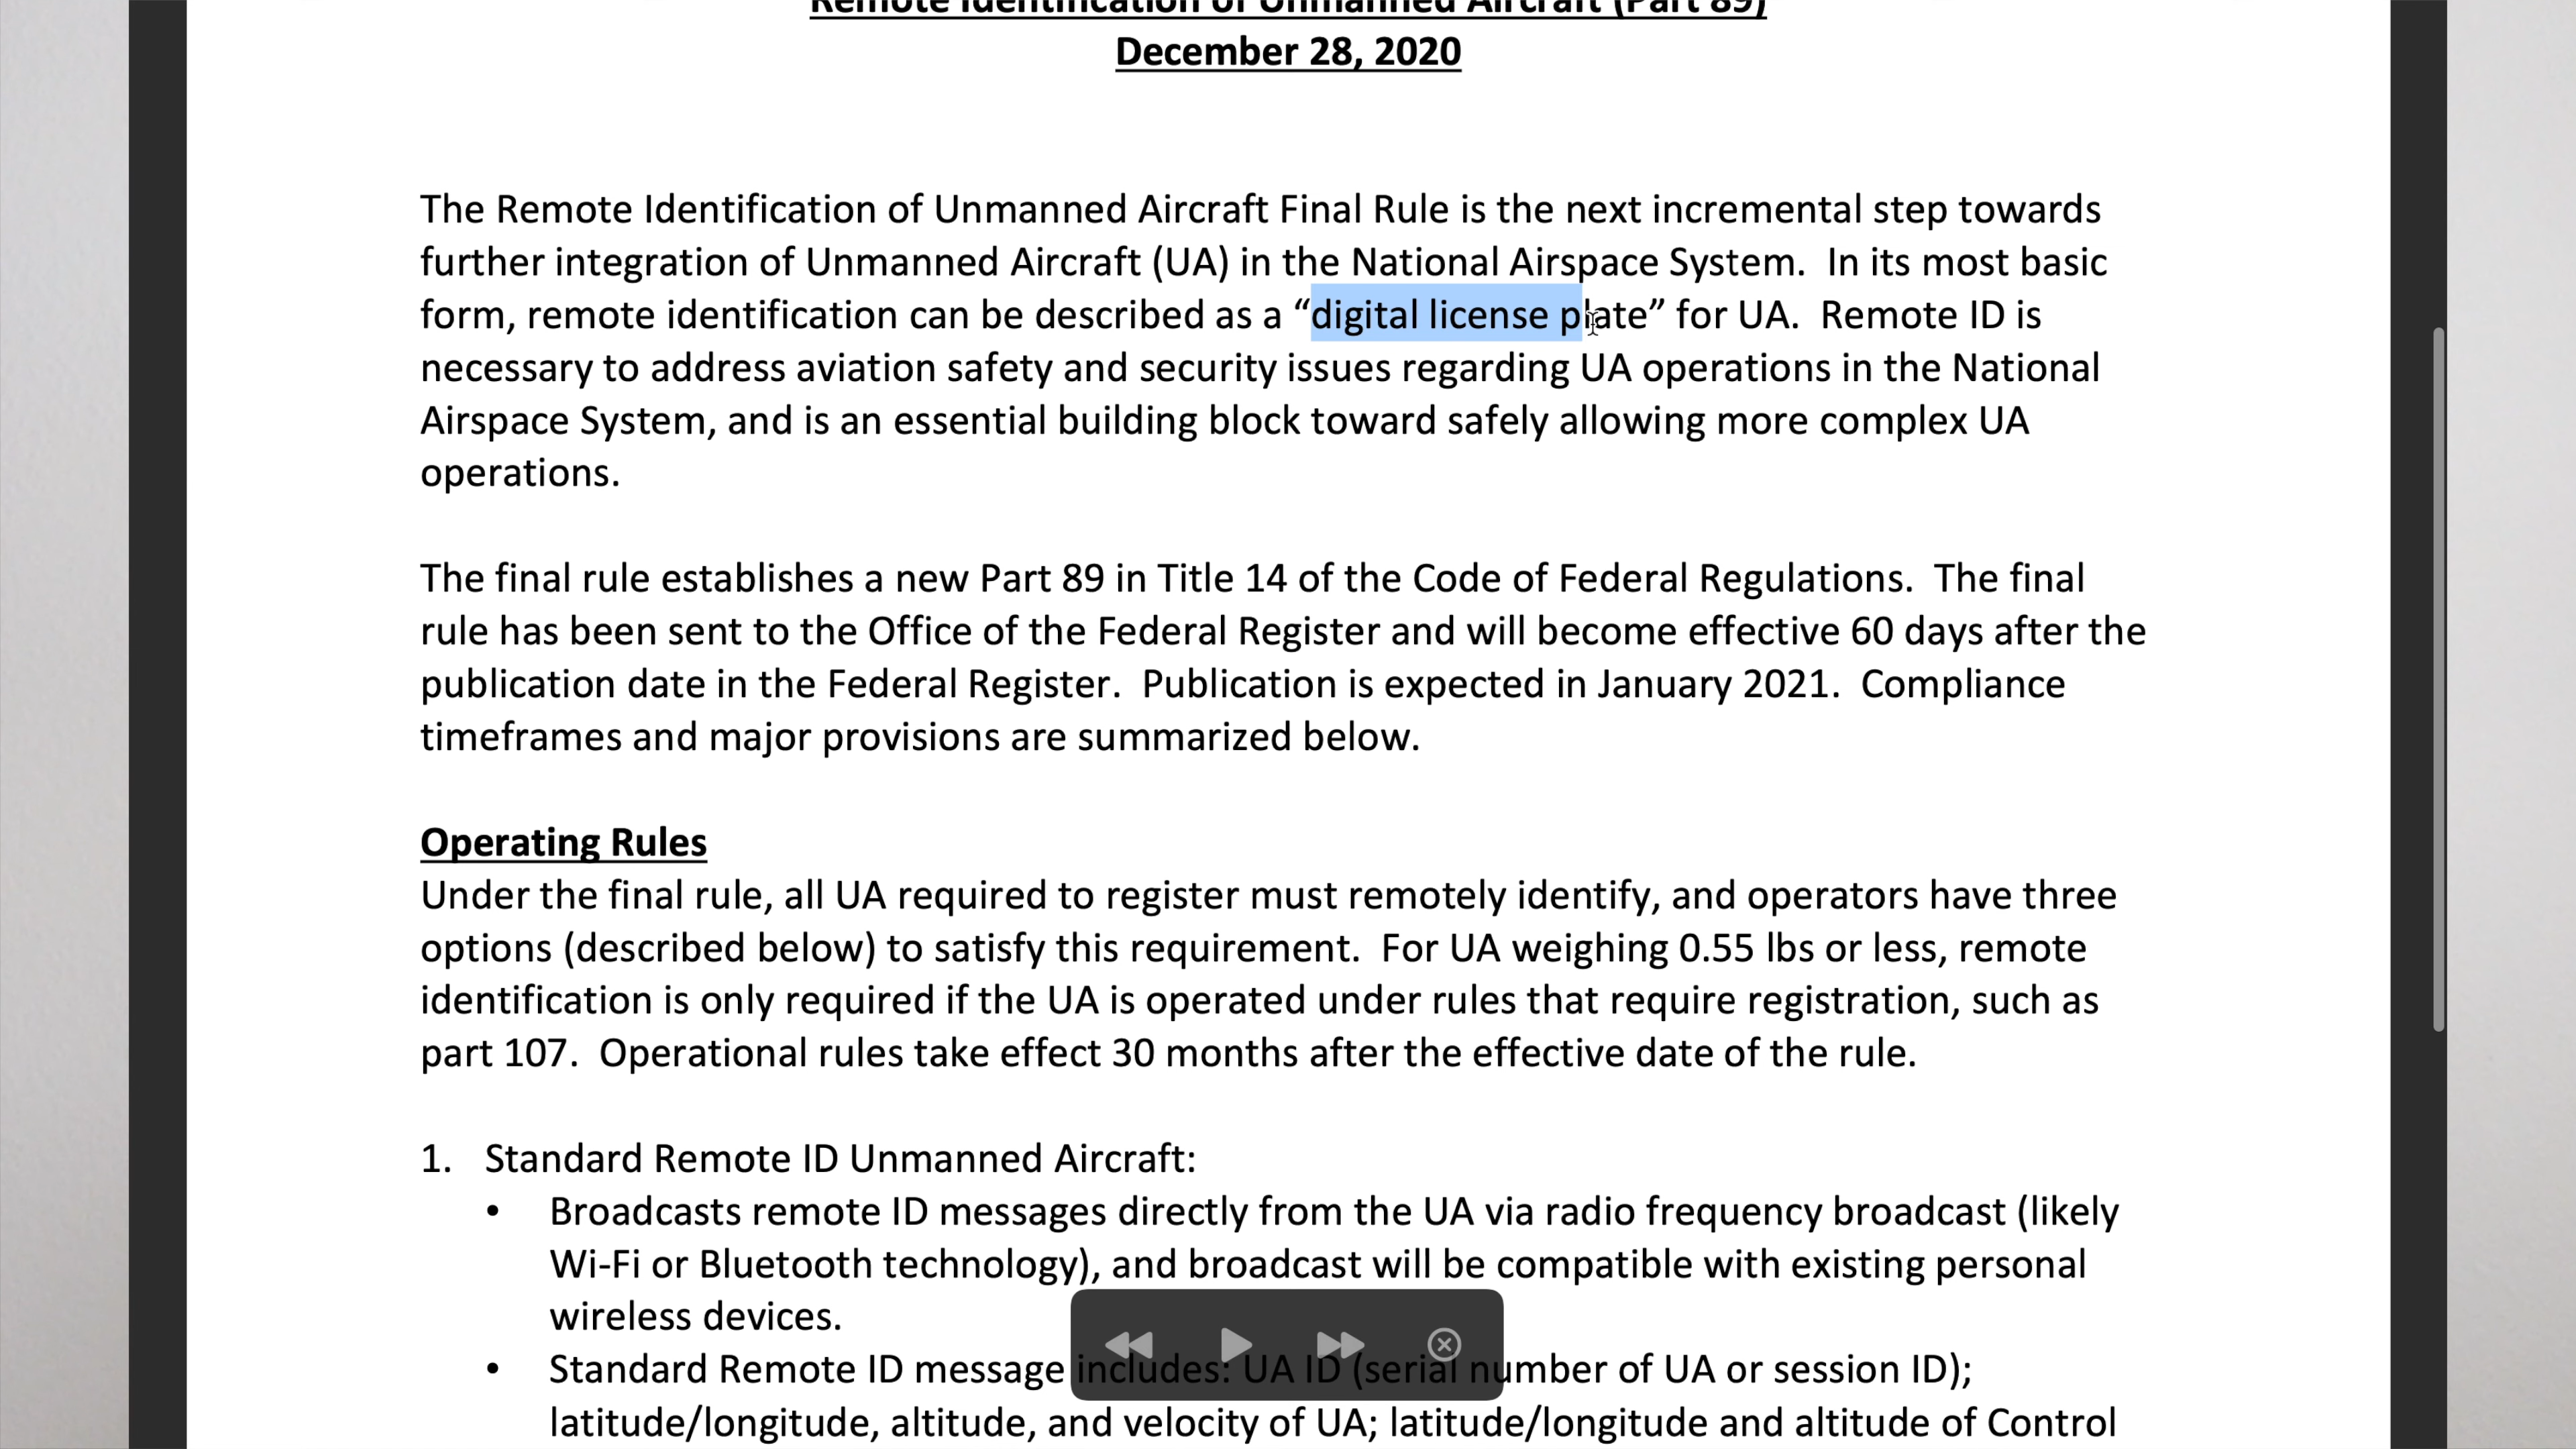 Remote Identification of Unmanned Aircraft (Part 89)
December 28, 2020
The Remote Identification of Unmanned Aircraft Final Rule is the next incremental step towards
further integration of Unmanned Aircraft (UA) in the National Airspace System.  In its most basic
form, remote identification can be described as a “digital license plate” for UA.  Remote ID is
necessary to address aviation safety and security issues regarding UA operations in the National
Airspace System, and is an essential building block toward safely allowing more complex UA
operations.
The final rule establishes a new Part 89 in Title 14 of the Code of Federal Regulations.  The final
rule has been sent to the Office of the Federal Register and will become effective 60 days after the
publication date in the Federal Register.  Publication is expected in January 2021.  Compliance
timeframes and major provisions are summarized below.
Operating Rules
Under the final rule, all UA required to register must remotely identify, and operators have three
options (described below) to satisfy this requirement.  For UA weighing 0.55 lbs or less, remote
identification is only required if the UA is operated under rules that require registration, such as
part 107.  Operational rules take effect 30 months after the effective date of the rule.
1. Standard Remote ID Unmanned Aircraft:
• Broadcasts remote ID messages directly from the UA via radio frequency broadcast (likely
Wi-Fi or Bluetooth technology), and broadcast will be compatible with existing personal
wireless devices.
• Standard Remote ID message includes: UA ID (serial number of UA or session ID);
latitude/longitude, altitude, and velocity of UA; latitude/longitude and altitude of Control